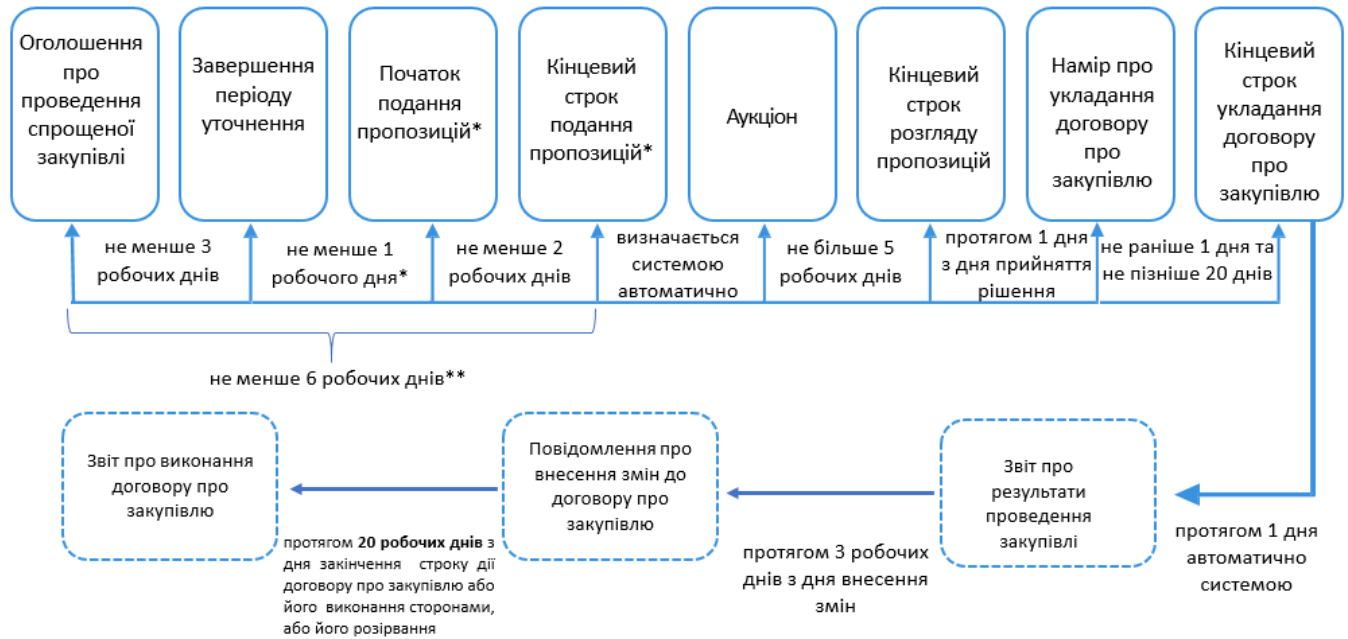 Оголошення
про
проведення
спрощеної
закупівлі
Завершення
періоду
уточнення
Початок
подання
пропозицій*
Кінцевий
строк
подання
пропозицій*
Аукціон
Кінцевий
строк
розгляду
пропозицій
Намір про
укладання
договору
про
закупівлю
Кінцевий
строк
укладання
договору
про
закупівлю
не менше 3
робочих днів
не менше 1
робочого дня*
не менше 2
робочих днів
визначається
системою
автоматично
не більше 5
робочих днів
протягом 1 дня
з дня прийняття
рішення
не раніше 1 дня та
не пізніше 20 днів
не менше 6 робочих днів**
Звіт про виконання
договору про
закупівлю
Повідомлення про
внесення змін до
договору про
закупівлю
Звіт про
результати
проведення
закупівлі
протягом 20 робочих днів з
дня закінчення строку дії
договору про закупівлю або
його виконання сторонами,
або його розірвання
протягом 3 робочих
днів з дня внесення
змін
протягом 1 дня
автоматично
системою